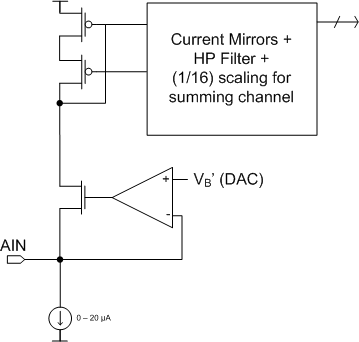 Current Mirrors +
HP Filter +
(1/16) scaling for
summing channel
+ V_B' (DAC)
-
AIN
0 – 20 µA